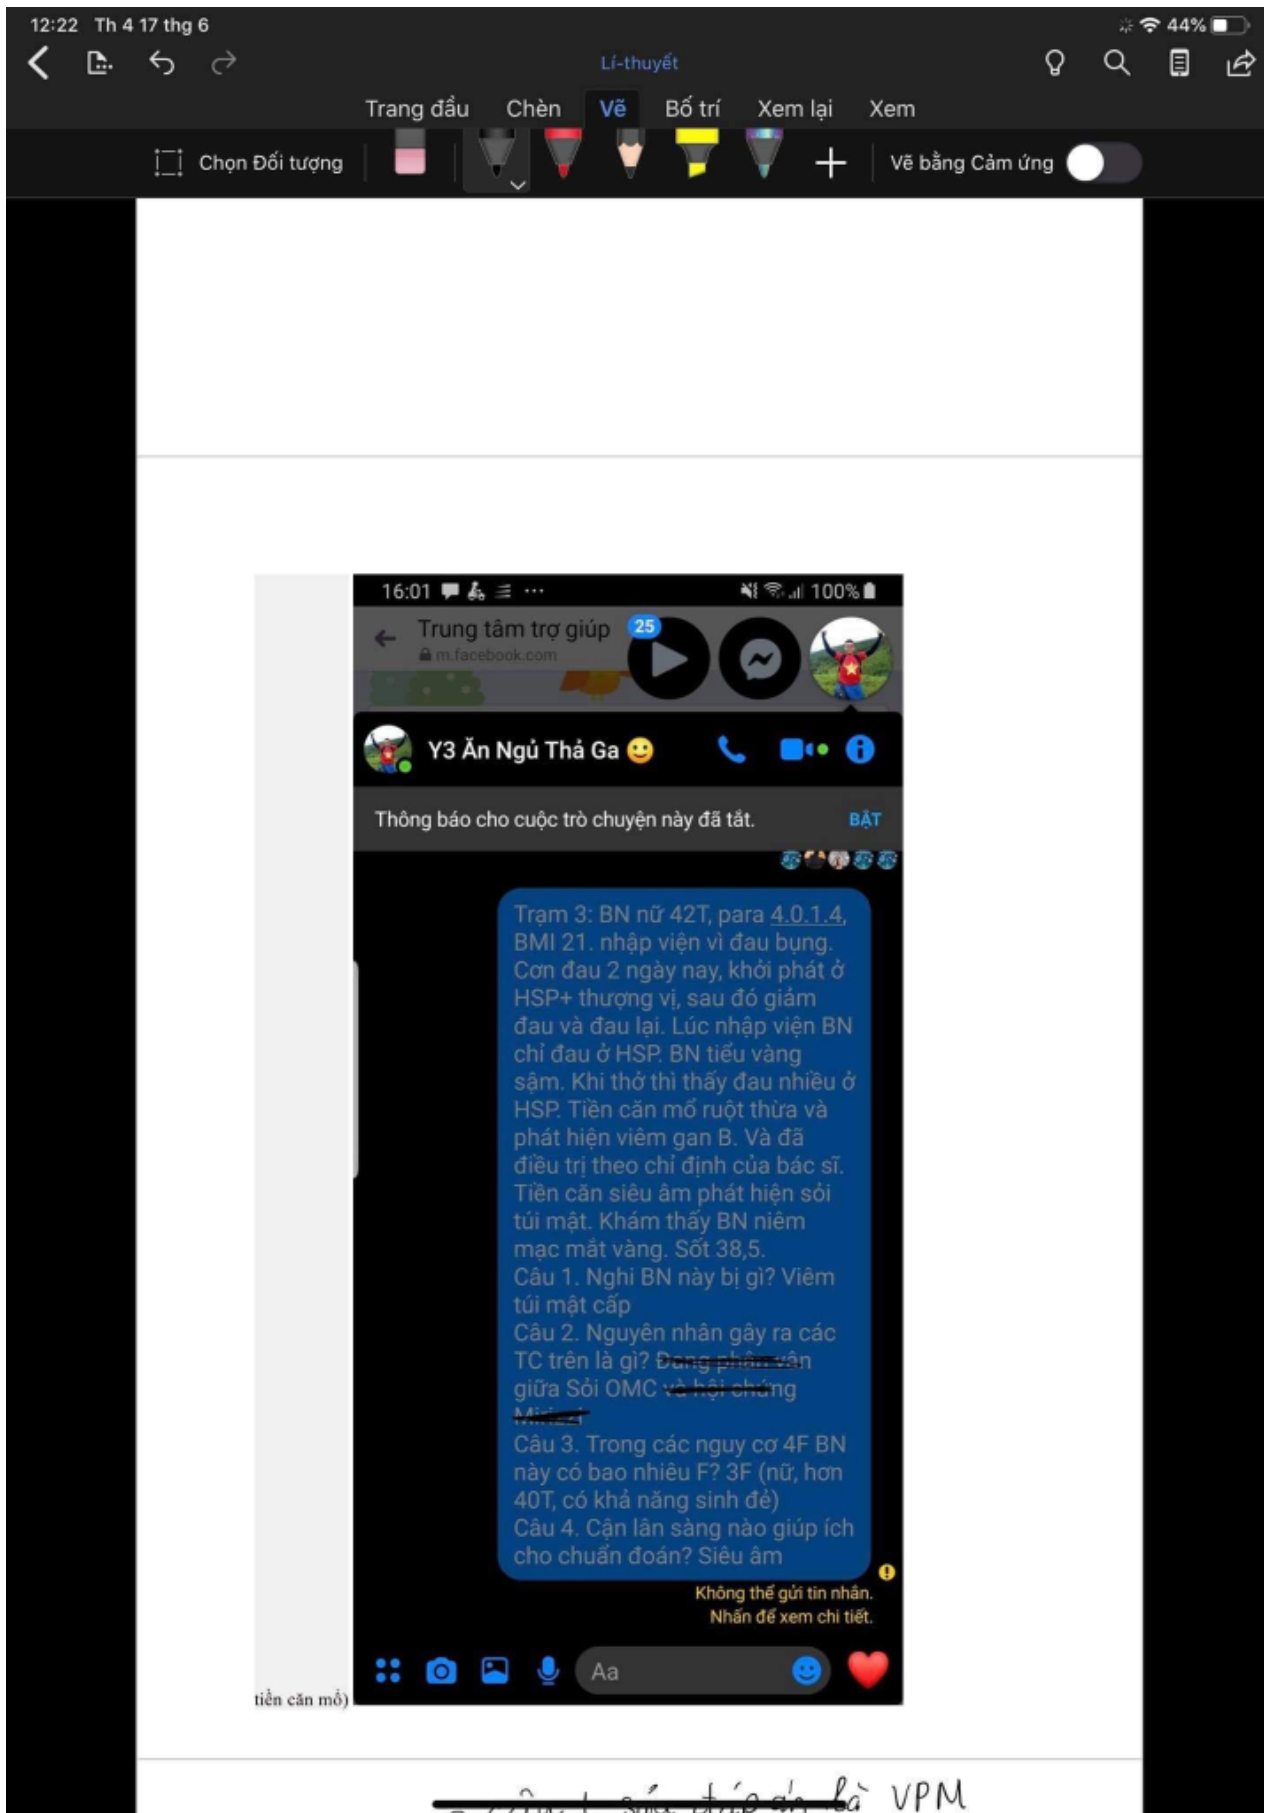 12:22 Th 4 17 thg 6
44%
Lí-thuyết
Trang đầu Chèn Vẽ Bố trí Xem lại Xem
Chọn Đối tượng
Vẽ bằng Cảm ứng
16:01 100%
Trung tâm trợ giúp
25
m.facebook.com
Y3 Ăn Ngủ Thả Ga
Thông báo cho cuộc trò chuyện này đã tắt. BẬT
Trạm 3: BN nữ 42T, para 4.0.1.4,
BMI 21. nhập viện vì đau bụng.
Cơn đau 2 ngày nay, khởi phát ở
HSP+ thượng vị, sau đó giảm
đau và đau lại. Lúc nhập viện BN
chỉ đau ở HSP. BN tiểu vàng
sậm. Khi thở thì thấy đau nhiều ở
HSP. Tiền căn mổ ruột thừa và
phát hiện viêm gan B. Và đã
điều trị theo chỉ định của bác sĩ.
Tiền căn siêu âm phát hiện sỏi
túi mật. Khám thấy BN niêm
mạc mắt vàng. Sốt 38,5.
Câu 1. Nghi BN này bị gì? Viêm
túi mật cấp
Câu 2. Nguyên nhân gây ra các
TC trên là gì? Đang phân vân
giữa Sỏi OMC và hội chứng
Mirizzi
Câu 3. Trong các nguy cơ 4F BN
này có bao nhiêu F? 3F (nữ, hơn
40T, có khả năng sinh đẻ)
Câu 4. Cận lân sàng nào giúp ích
cho chuẩn đoán? Siêu âm
Không thể gửi tin nhắn.
Nhấn để xem chi tiết.
Aa
tiền căn mổ)
là VPM